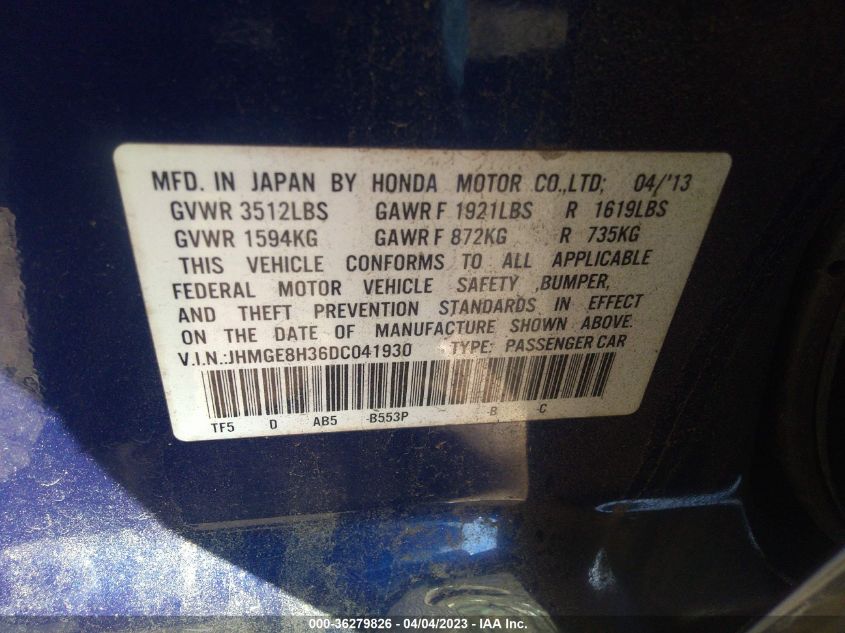 MFD. IN JAPAN BY HONDA MOTOR CO.,LTD; 04/'13
GVWR 3512LBS GAWR F 1921LBS R 1619LBS
GVWR 1594KG GAWR F 872KG R 735KG
THIS VEHICLE CONFORMS TO ALL APPLICABLE
FEDERAL MOTOR VEHICLE SAFETY ,BUMPER,
AND THEFT PREVENTION STANDARDS IN EFFECT
ON THE DATE OF MANUFACTURE SHOWN ABOVE.
V.I.N.:JHMGE8H36DC041930 TYPE: PASSENGER CAR
TF5 D AB5 -B553P -B -C
000-36279826 - 04/04/2023 - IAA Inc.